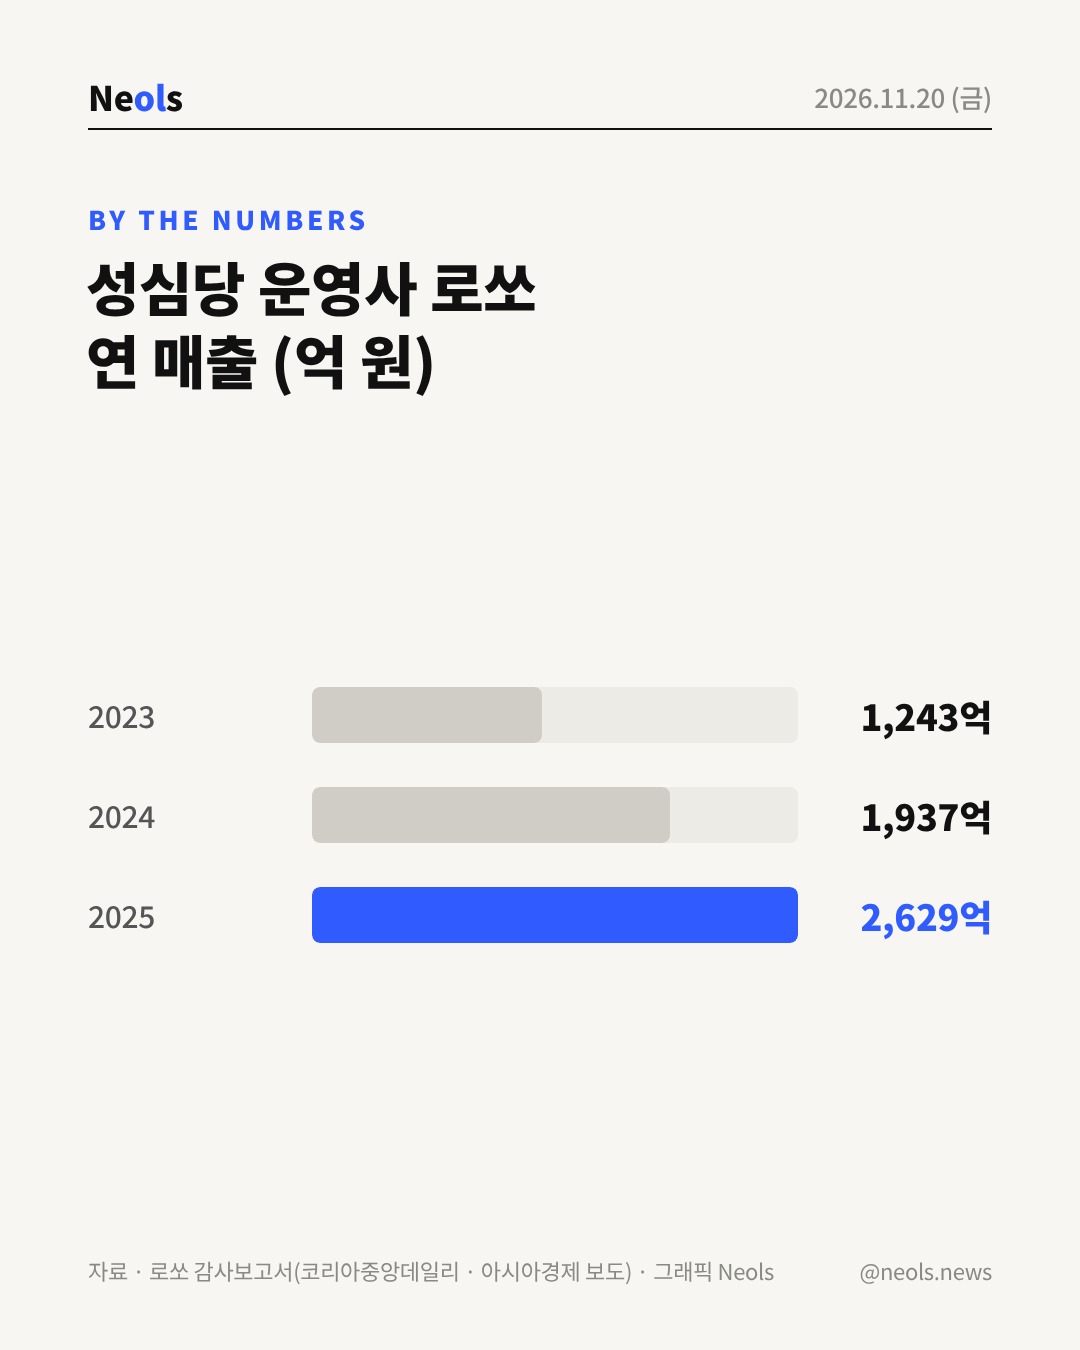 Neols
2026.11.20 (금)
BY THE NUMBERS
성심당 운영사 로쏘
연 매출 (억 원)
2023
1,243억
2024
1,937억
2025
2,629억
자료 · 로쏘 감사보고서(코리아중앙데일리 · 아시아경제 보도) · 그래픽 Neols
@neols.news